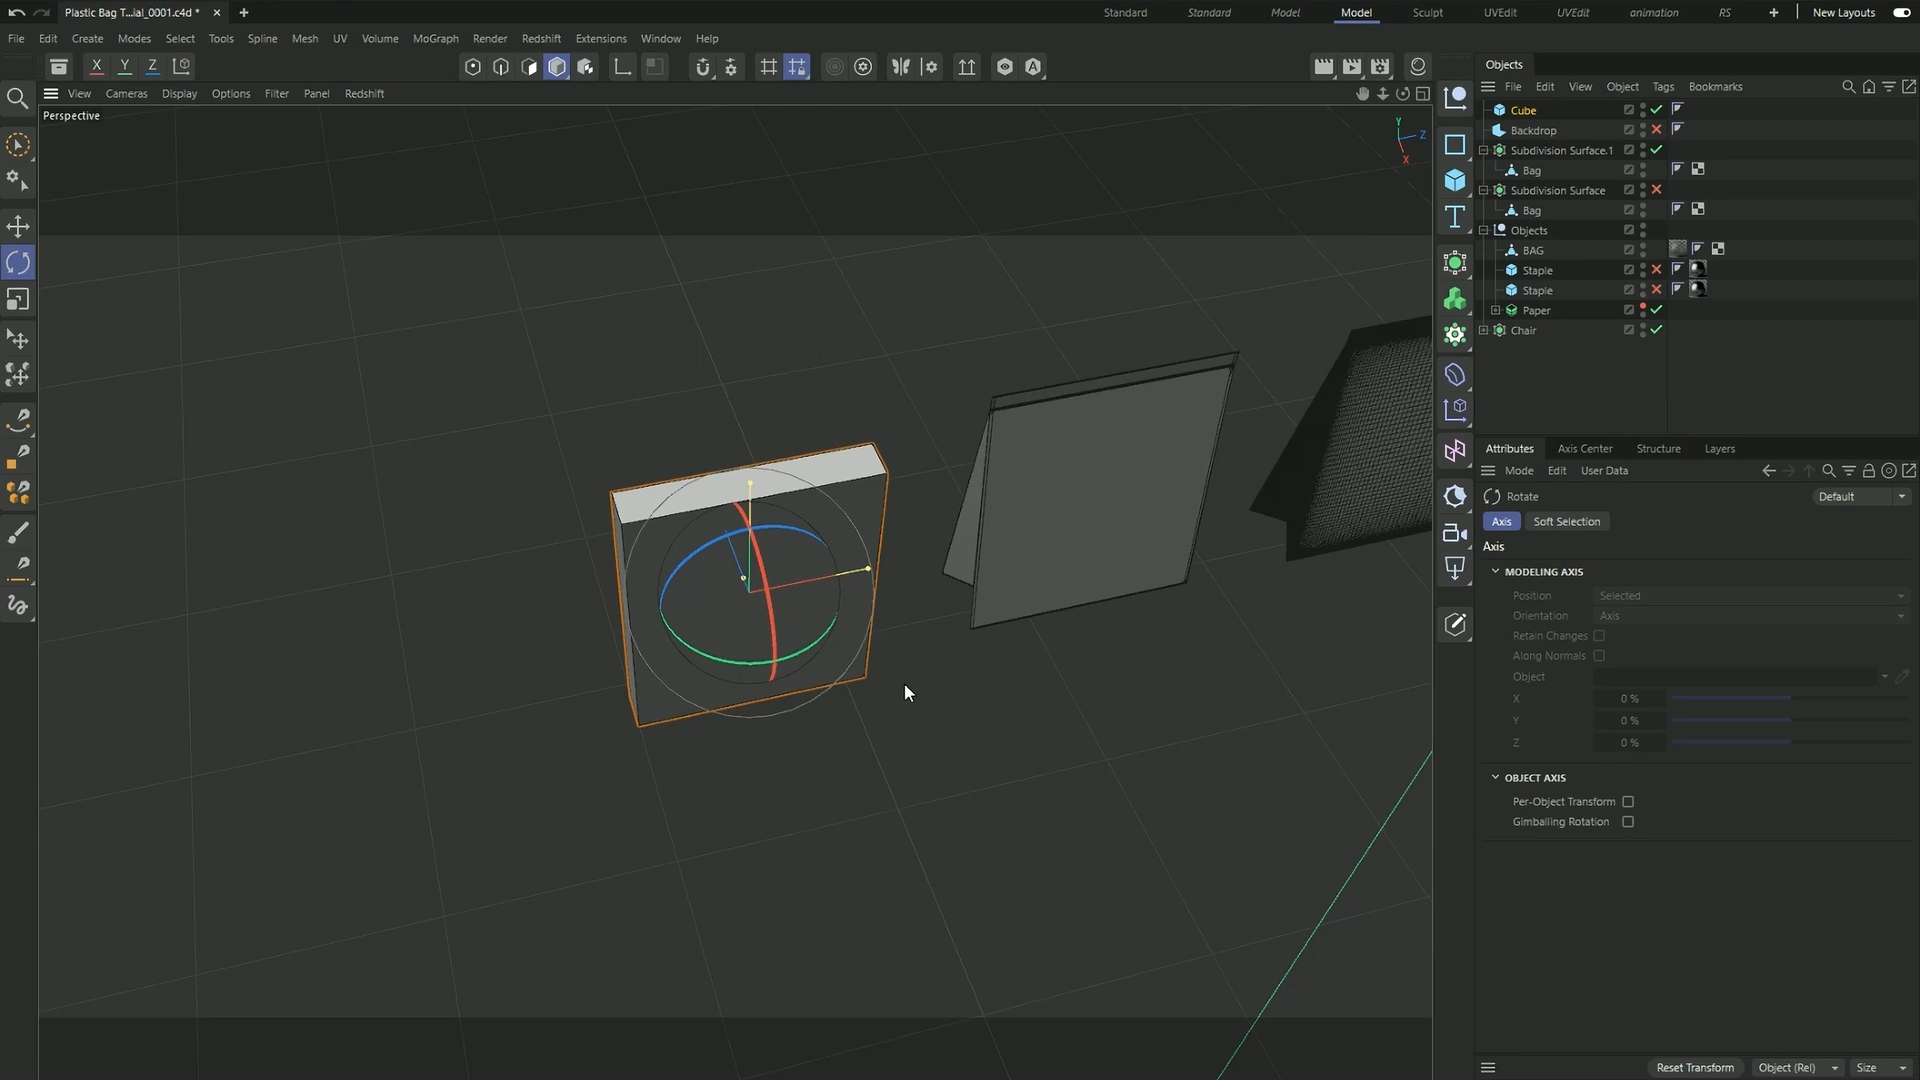 Plastic Bag T...ial_0001.c4d *
Standard Standard Model Model Sculpt UVEdit UVEdit animation RS New Layouts
File Edit Create Modes Select Tools Spline Mesh UV Volume MoGraph Render Redshift Extensions Window Help
X Y Z
View Cameras Display Options Filter Panel Redshift
Perspective
Y
Z
X
Objects
File Edit View Object Tags Bookmarks
Cube
Backdrop
Subdivision Surface.1
Bag
Subdivision Surface
Bag
Objects
BAG
Staple
Staple
Paper
Chair
Attributes Axis Center Structure Layers
Mode Edit User Data
Rotate Default
Axis Soft Selection
Axis
MODELING AXIS
Position Selected
Orientation Axis
Retain Changes
Along Normals
Object
X 0 %
Y 0 %
Z 0 %
OBJECT AXIS
Per-Object Transform
Gimballing Rotation
Reset Transform Object (Rel) Size